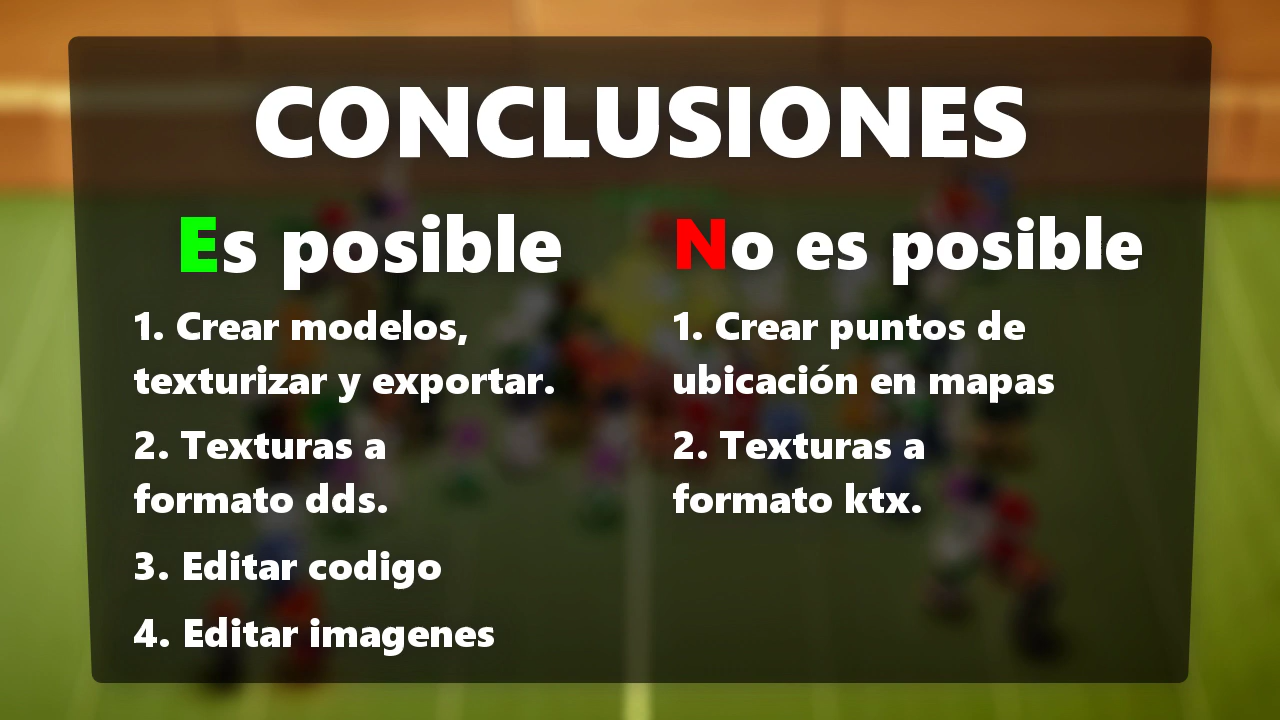 CONCLUSIONES
Es posible
1. Crear modelos,
texturizar y exportar.
2. Texturas a
formato dds.
3. Editar codigo
4. Editar imagenes
No es posible
1. Crear puntos de
ubicación en mapas
2. Texturas a
formato ktx.